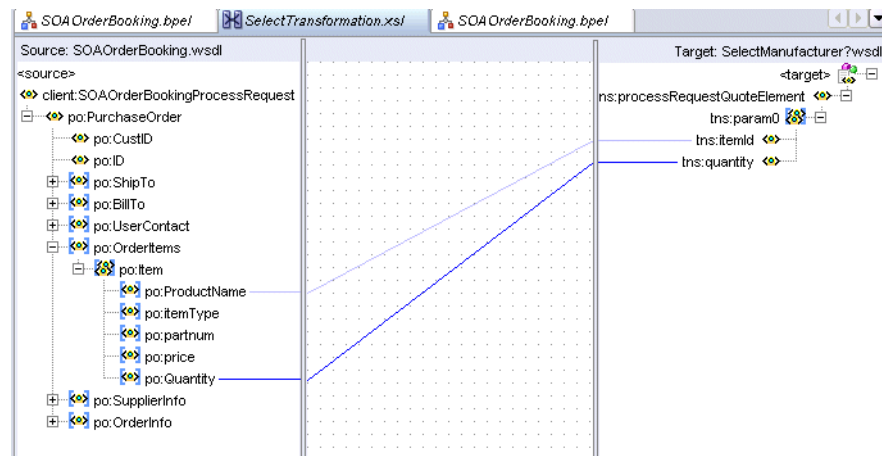 SOAOrderBooking.bpel SelectTransformation.xsl SOAOrderBooking.bpel
Source: SOAOrderBooking.wsdl Target: SelectManufacturer?wsdl
<source> <target>
client:SOAOrderBookingProcessRequest ns:processRequestQuoteElement
po:PurchaseOrder tns:param0
po:CustID tns:itemId
po:ID tns:quantity
po:ShipTo
po:BillTo
po:UserContact
po:OrderItems
po:Item
po:ProductName
po:itemType
po:partnum
po:price
po:Quantity
po:SupplierInfo
po:OrderInfo